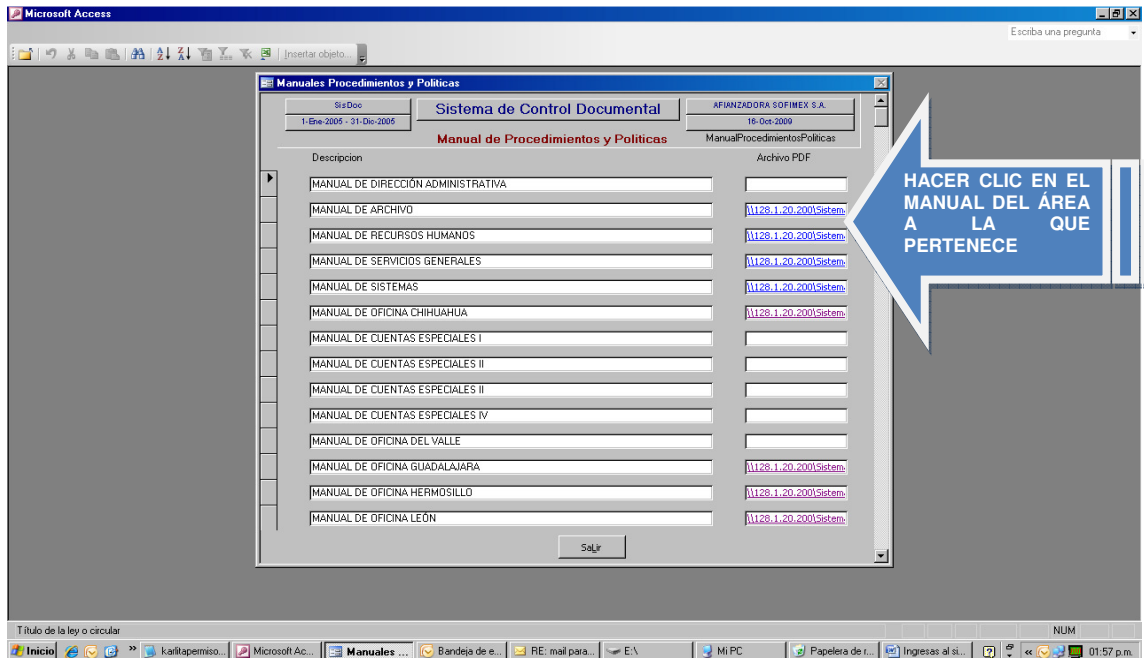 Microsoft Access
Escriba una pregunta
Insertar objeto...
Manuales Procedimientos y Politicas
SisDoc
1-Ene-2005 - 31-Dic-2005
Sistema de Control Documental
AFIANZADORA SOFIMEX S.A.
16-Oct-2009
Manual de Procedimientos y Politicas
ManualProcedimientosPoliticas
Descripcion
Archivo PDF
MANUAL DE DIRECCIÓN ADMINISTRATIVA
MANUAL DE ARCHIVO \\128.1.20.200\Sistem
MANUAL DE RECURSOS HUMANOS \\128.1.20.200\Sistem
MANUAL DE SERVICIOS GENERALES \\128.1.20.200\Sistem
MANUAL DE SISTEMAS \\128.1.20.200\Sistem
MANUAL DE OFICINA CHIHUAHUA \\128.1.20.200\Sistem
MANUAL DE CUENTAS ESPECIALES I
MANUAL DE CUENTAS ESPECIALES II
MANUAL DE CUENTAS ESPECIALES II
MANUAL DE CUENTAS ESPECIALES IV
MANUAL DE OFICINA DEL VALLE
MANUAL DE OFICINA GUADALAJARA \\128.1.20.200\Sistem
MANUAL DE OFICINA HERMOSILLO \\128.1.20.200\Sistem
MANUAL DE OFICINA LEÓN \\128.1.20.200\Sistem
Salir
HACER CLIC EN EL
MANUAL DEL ÁREA
A LA QUE
PERTENECE
Título de la ley o circular
NUM
Inicio » karlitapermiso... Microsoft Ac... Manuales ... Bandeja de e... RE: mail para... E:\ Mi PC Papelera de r... Ingresas al si... « 01:57 p.m.